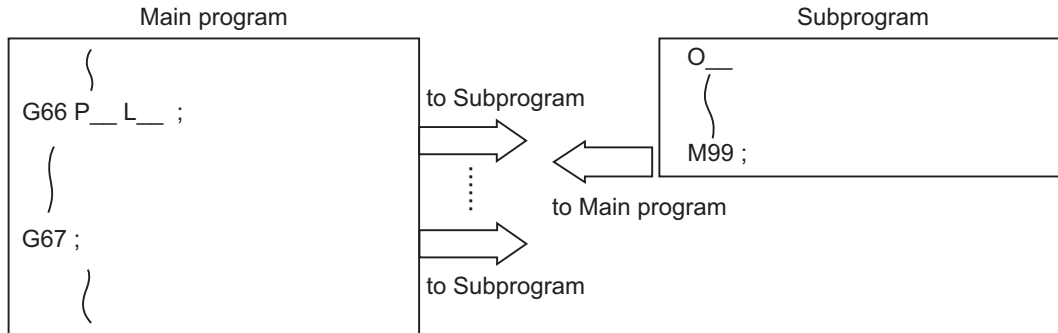 Main program
G66 P__ L__ ;
G67 ;
to Subprogram
to Main program
to Subprogram
Subprogram
O__
M99 ;